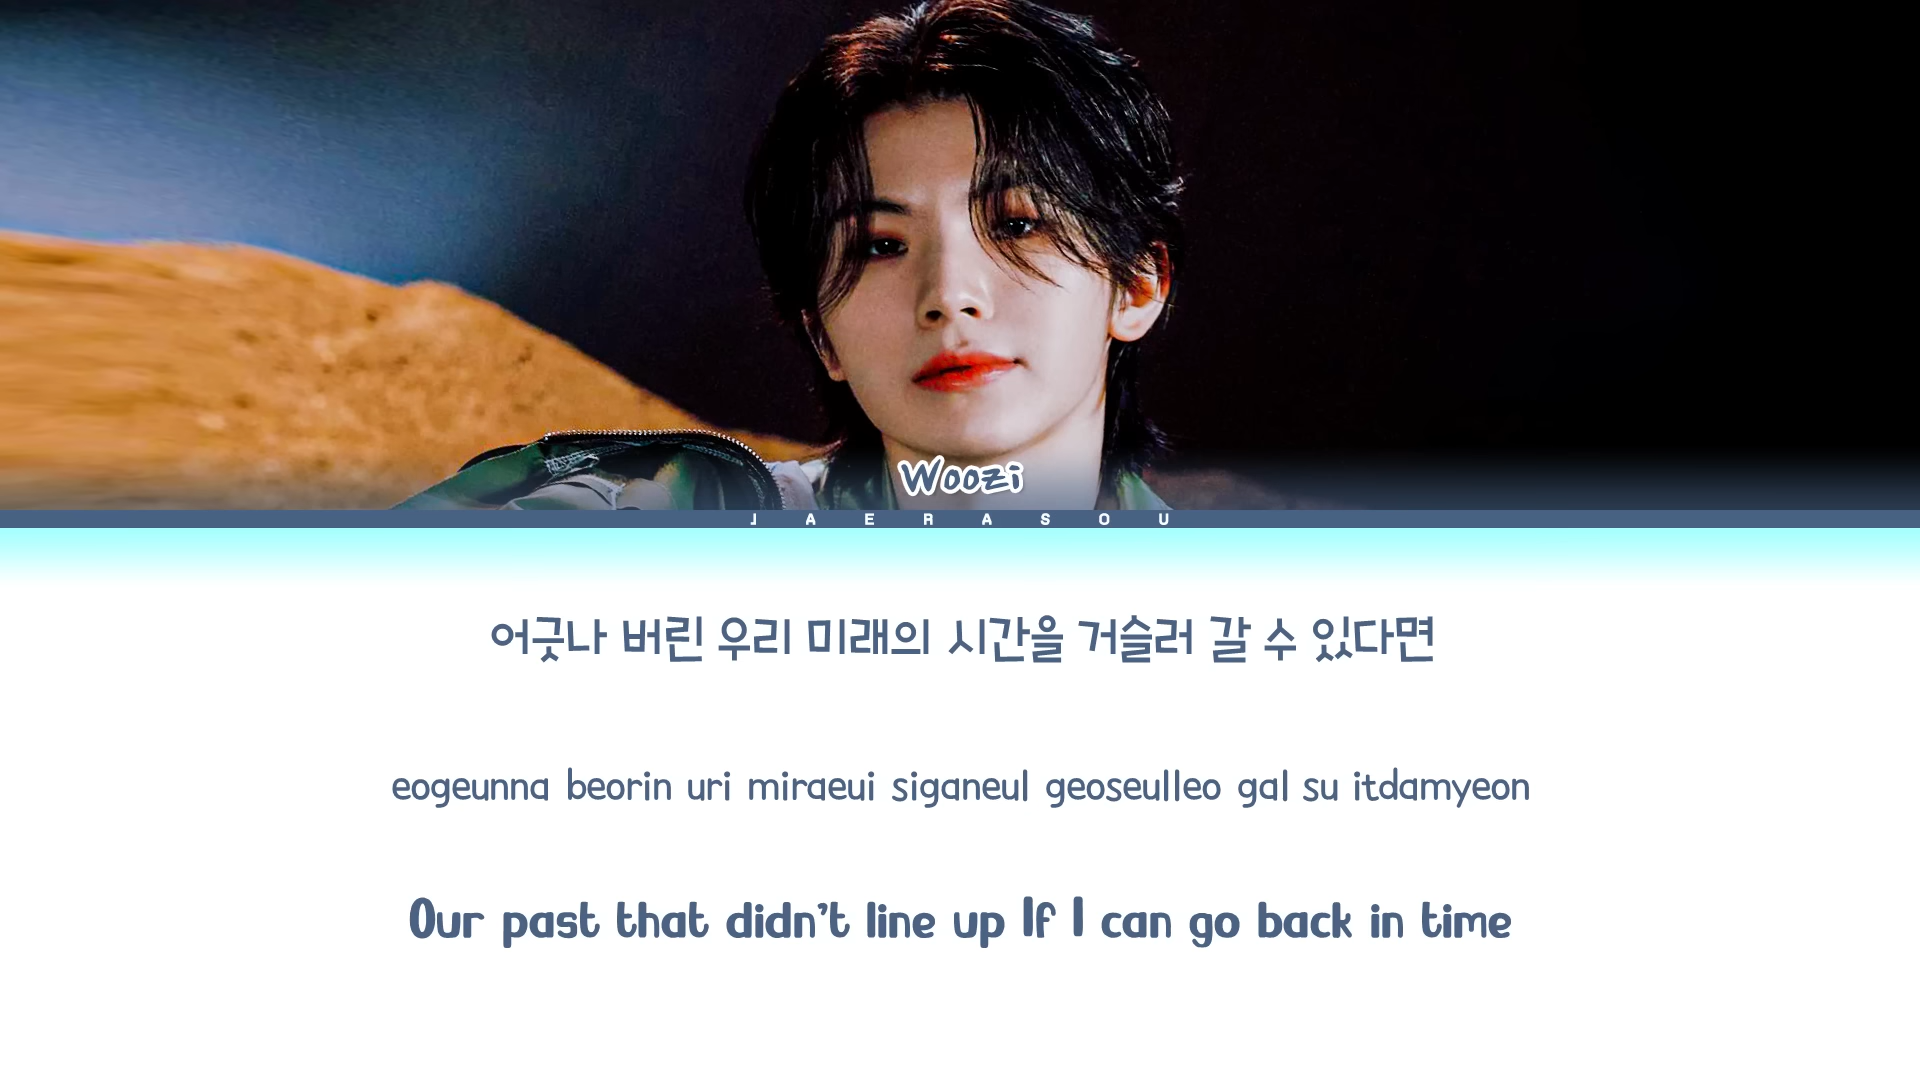 Woozi
JAERASOU
어긋나 버린 우리 미래의 시간을 거슬러 갈 수 있다면
eogeunna beorin uri miraeui siganeul geoseulleo gal su itdamyeon
Our past that didn't line up If I can go back in time